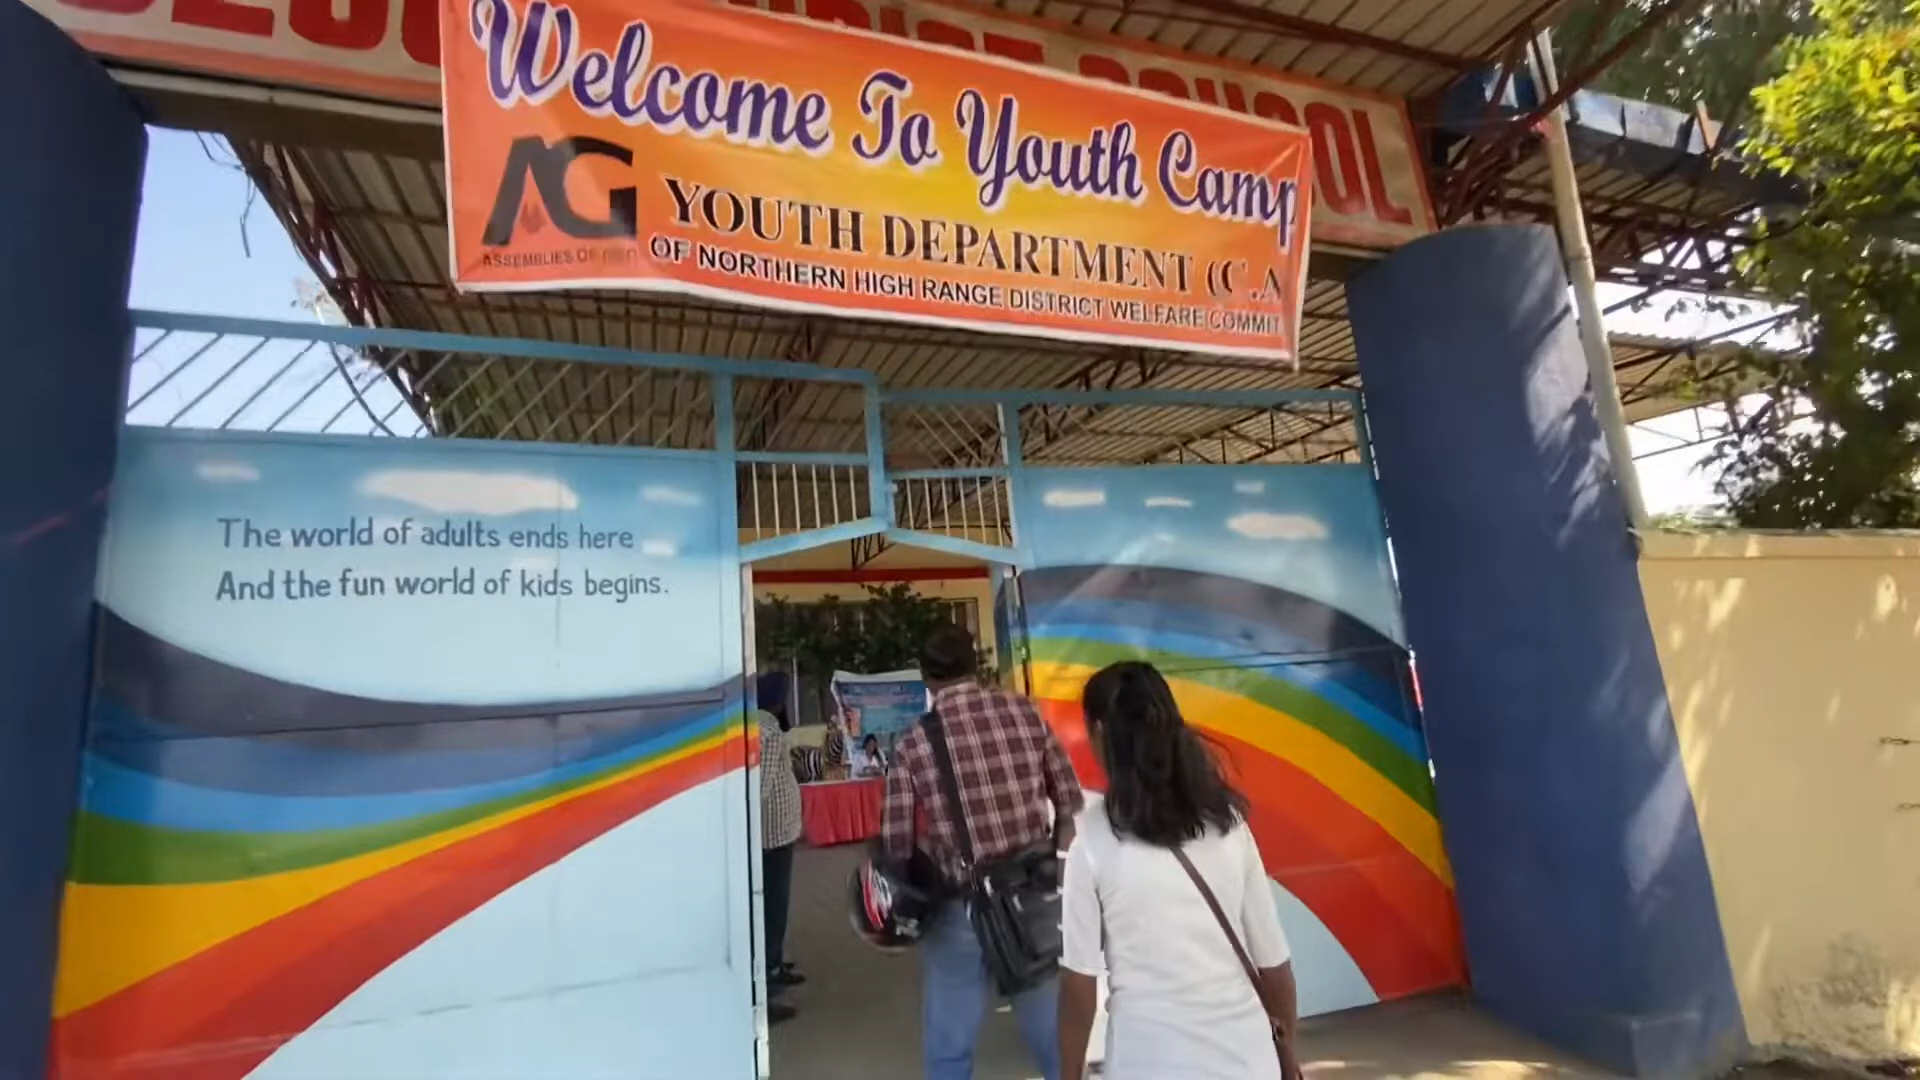 SCHOOL
Welcome To Youth Camp
AG
ASSEMBLIES OF
YOUTH DEPARTMENT (C.A
OF NORTHERN HIGH RANGE DISTRICT WELFARE COMMIT
The world of adults ends here
And the fun world of kids begins.